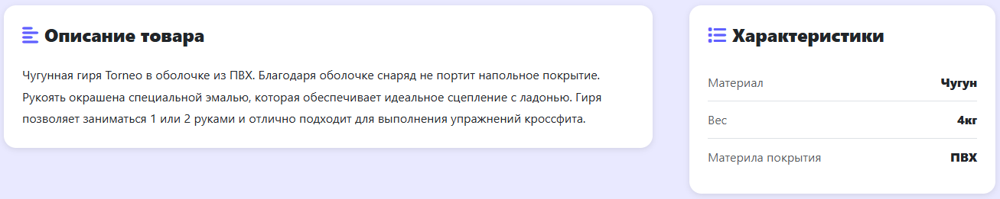 Описание товара
Чугунная гиря Torneo в оболочке из ПВХ. Благодаря оболочке снаряд не портит напольное покрытие.
Рукоять окрашена специальной эмалью, которая обеспечивает идеальное сцепление с ладонью. Гиря
позволяет заниматься 1 или 2 руками и отлично подходит для выполнения упражнений кроссфита.
Характеристики
Материал Чугун
Вес 4кг
Материла покрытия ПВХ